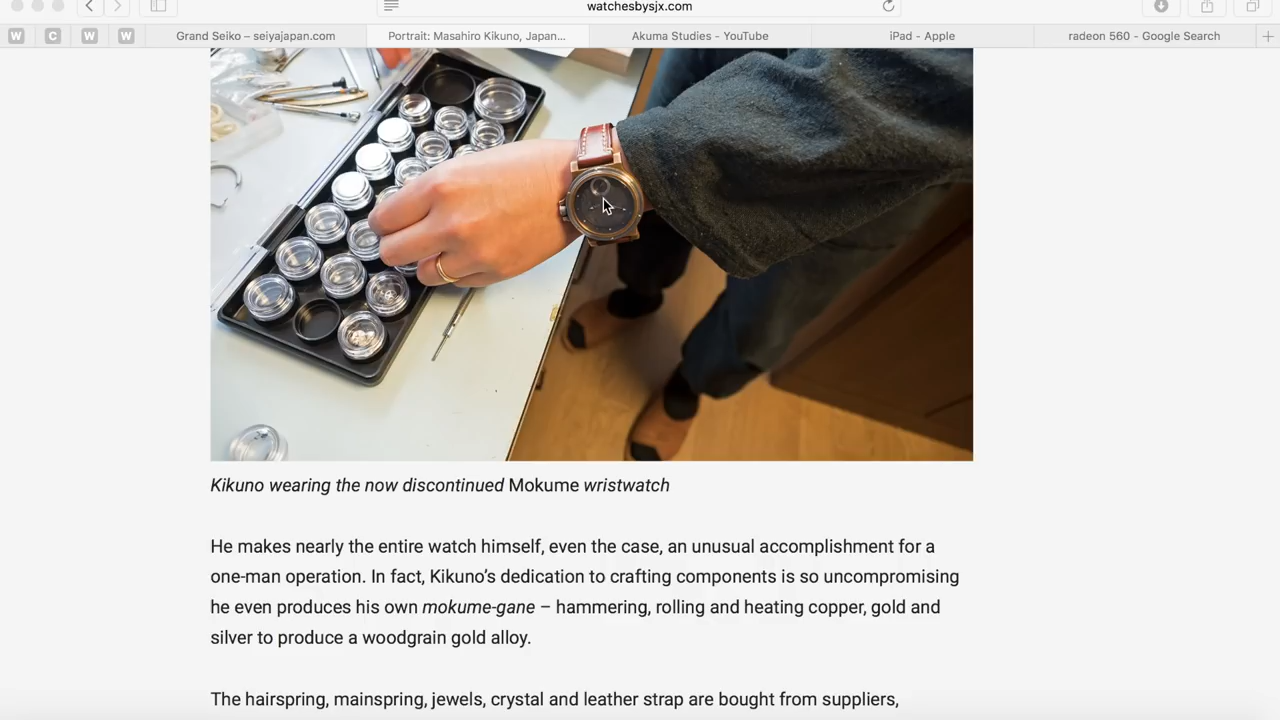 watchesbysjx.com
W C W W Grand Seiko – seiyajapan.com Portrait: Masahiro Kikuno, Japan... Akuma Studies - YouTube iPad - Apple radeon 560 - Google Search
Kikuno wearing the now discontinued Mokume wristwatch
He makes nearly the entire watch himself, even the case, an unusual accomplishment for a
one-man operation. In fact, Kikuno’s dedication to crafting components is so uncompromising
he even produces his own mokume-gane – hammering, rolling and heating copper, gold and
silver to produce a woodgrain gold alloy.
The hairspring, mainspring, jewels, crystal and leather strap are bought from suppliers,